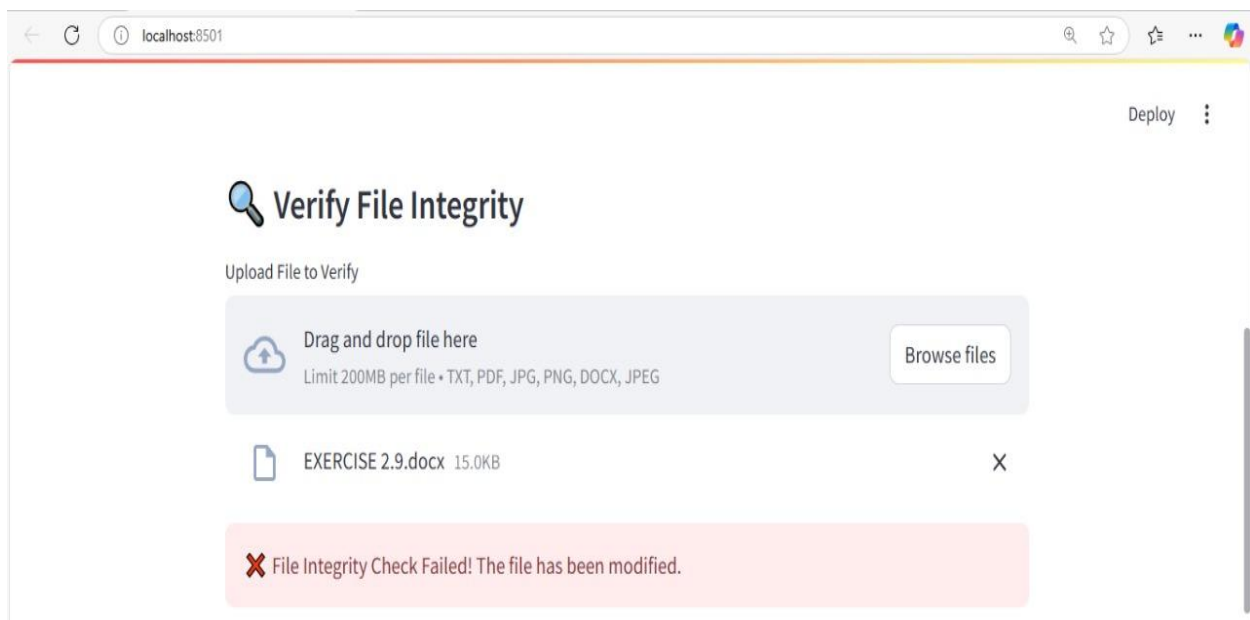 localhost:8501
Deploy
Verify File Integrity
Upload File to Verify
Drag and drop file here
Limit 200MB per file • TXT, PDF, JPG, PNG, DOCX, JPEG
Browse files
EXERCISE 2.9.docx 15.0KB
File Integrity Check Failed! The file has been modified.